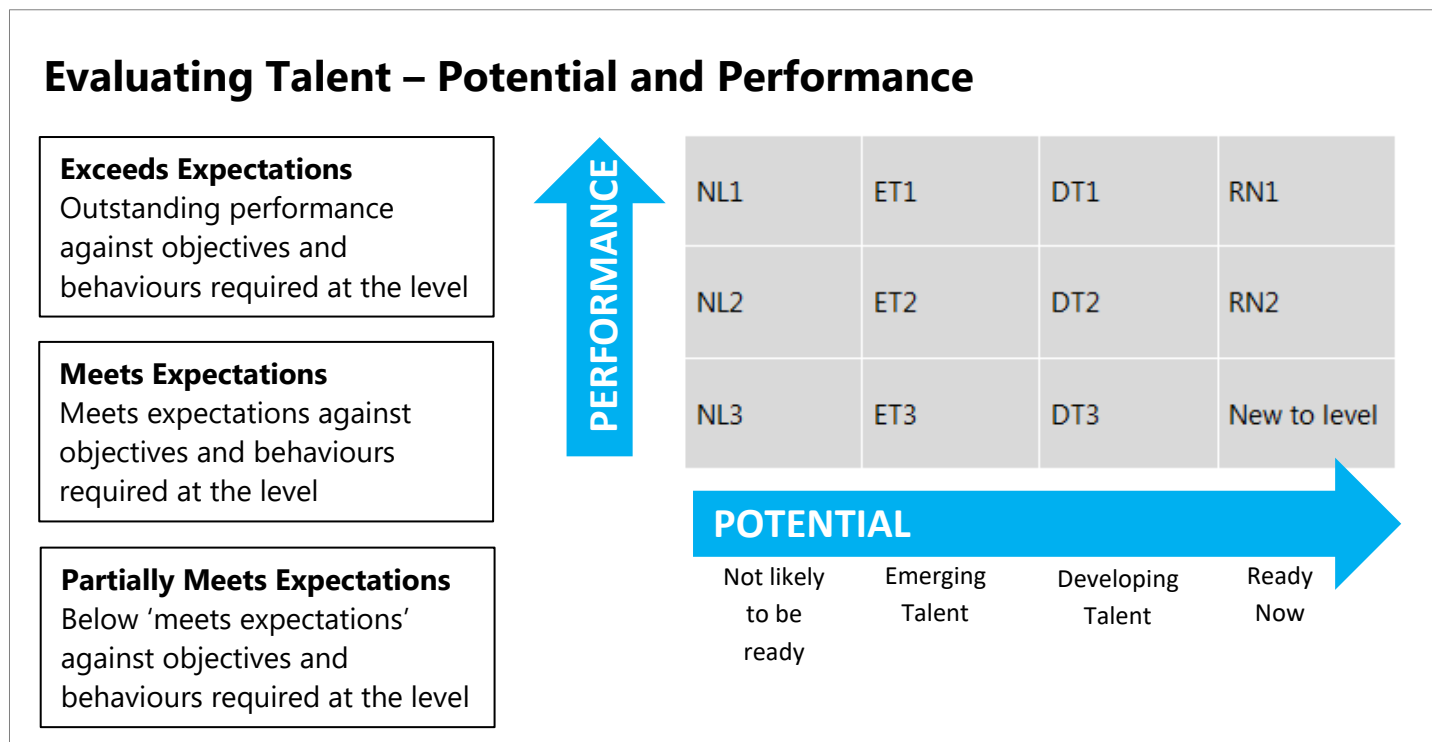 Evaluating Talent – Potential and Performance
Exceeds Expectations
Outstanding performance
against objectives and
behaviours required at the level
Meets Expectations
Meets expectations against
objectives and behaviours
required at the level
Partially Meets Expectations
Below ‘meets expectations’
against objectives and
behaviours required at the level
PERFORMANCE
NL1 ET1 DT1 RN1
NL2 ET2 DT2 RN2
NL3 ET3 DT3 New to level
POTENTIAL
Not likely
to be
ready
Emerging
Talent
Developing
Talent
Ready
Now